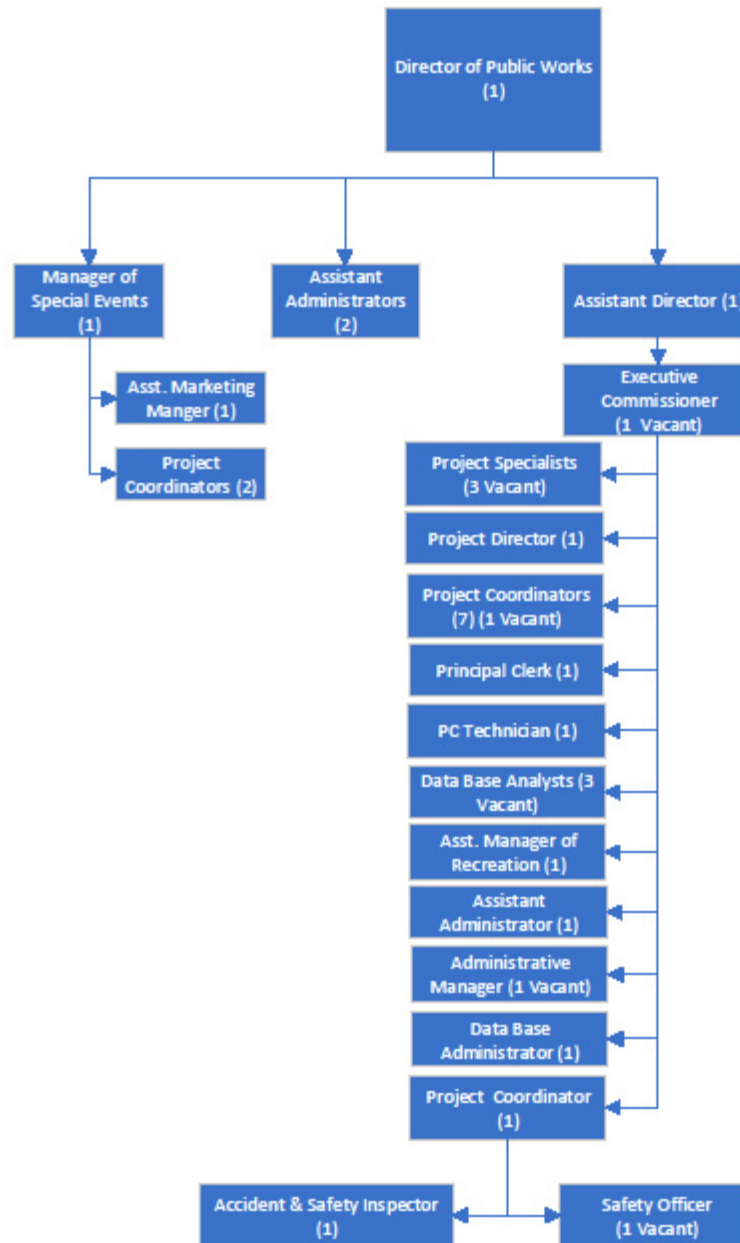 Director of Public Works
(1)
Manager of
Special Events
(1)
Assistant
Administrators
(2)
Assistant Director (1)
Asst. Marketing
Manger (1)
Project
Coordinators (2)
Executive
Commissioner
(1 Vacant)
Project Specialists
(3 Vacant)
Project Director (1)
Project Coordinators
(7) (1 Vacant)
Principal Clerk (1)
PC Technician (1)
Data Base Analysts (3
Vacant)
Asst. Manager of
Recreation (1)
Assistant
Administrator (1)
Administrative
Manager (1 Vacant)
Data Base
Administrator (1)
Project Coordinator
(1)
Accident & Safety Inspector
(1)
Safety Officer
(1 Vacant)